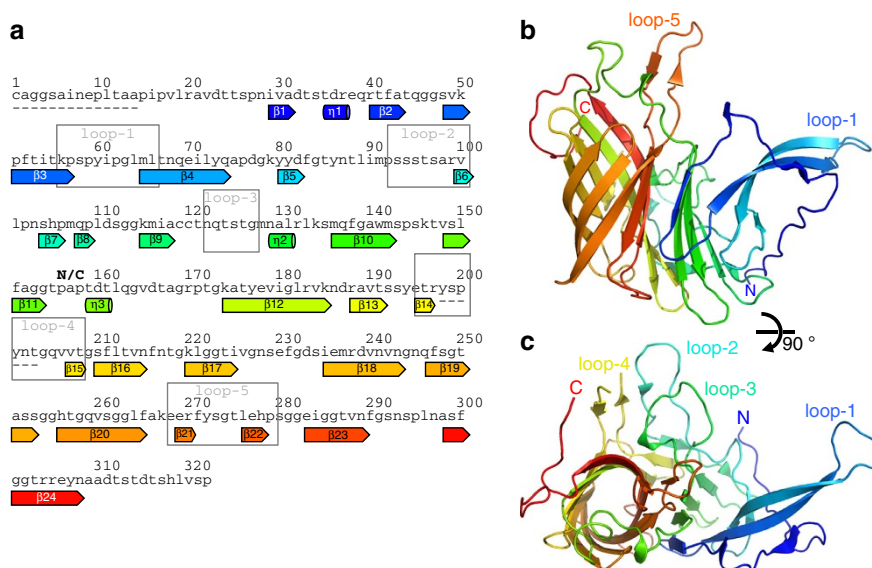 a
1 10 20 30 40 50
caggsainepltaapipvlravdttspnivadtstdreqrtfatqggsvk
β1 η1 β2
60 loop-1 70 80 90 loop-2 100
pftitkpspyipglmltnqeilyqapdgkyydfgtyntlimpssstsarv
β3 β4 β5 β6
110 120 loop-3 130 140 150
lpnshpmqpldsggkmiacctnqtstgmnalrlksmqfgawmspsktvsl
β7 β8 β9 η2 β10
N/C 160 170 180 190 200
faggtpaptdtlqgvdtagrptgkatyeviglrvkndravtssyetrysp
β11 η3 β12 β13 β14
loop-4 210 220 230 240 250
yntgqvvtgsfltvnfntgklggtivgnsefgdsiemrdvnvngnqfsgt
β15 β16 β17 β18 β19
260 270 loop-5 280 290 300
assgghtgqvsgglfakeerfysgtlehpsggeiggtvnfgsnsplnasf
β20 β21 β22 β23
310 320
ggtrreynaadtstdtshlvsp
β24
b
loop-5
C
loop-1
N
90 °
c
loop-4
loop-2
C
loop-3
N
loop-1